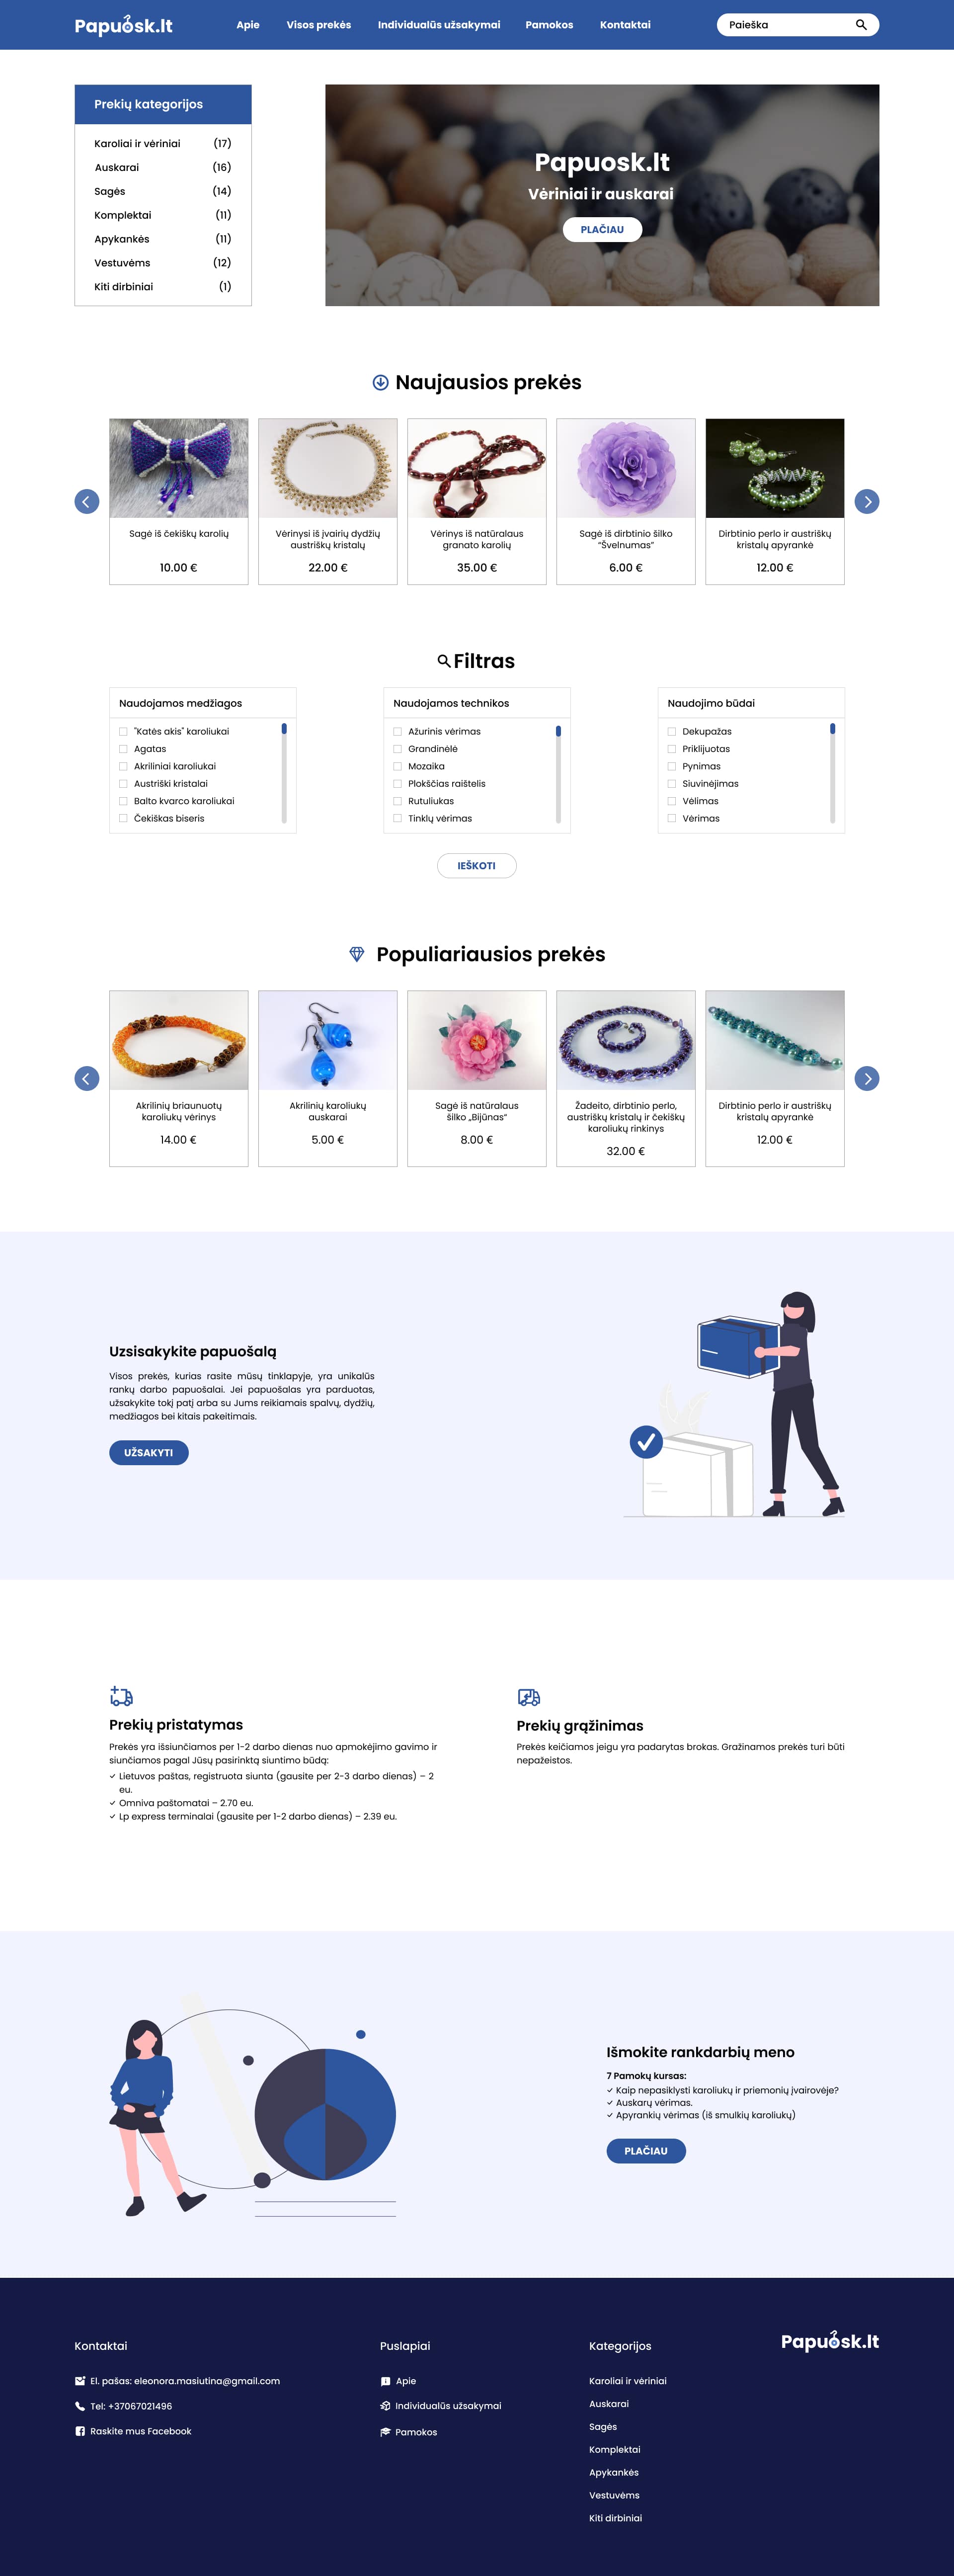 Papuosk.lt
Apie
Visos prekės
Individualūs užsakymai
Pamokos
Kontaktai
Paieška
Prekių kategorijos
Karoliai ir vėriniai (17)
Auskarai (16)
Sagės (14)
Komplektai (11)
Apykankės (11)
Vestuvėms (12)
Kiti dirbiniai (1)
Papuosk.lt
Vėriniai ir auskarai
PLAČIAU
Naujausios prekės
Sagė iš čekiškų karolių
10.00 €
Vėrinysi iš įvairių dydžių
austriškų kristalų
22.00 €
Vėrinys iš natūralaus
granato karolių
35.00 €
Sagė iš dirbtinio šilko
“Švelnumas”
6.00 €
Dirbtinio perlo ir austriškų
kristalų apyrankė
12.00 €
Filtras
Naudojamos medžiagos
"Katės akis" karoliukai
Agatas
Akriliniai karoliukai
Austriški kristalai
Balto kvarco karoliukai
Čekiškas biseris
Naudojamos technikos
Ažurinis vėrimas
Grandinėlė
Mozaika
Plokščias raištelis
Rutuliukas
Tinklų vėrimas
Naudojimo būdai
Dekupažas
Priklijuotas
Pynimas
Siuvinėjimas
Vėlimas
Vėrimas
IEŠKOTI
Populiariausios prekės
Akrilinių briaunuotų
karoliukų vėrinys
14.00 €
Akrilinių karoliukų
auskarai
5.00 €
Sagė iš natūralaus
šilko „Bijūnas“
8.00 €
Žadeito, dirbtinio perlo,
austriškų kristalų ir čekiškų
karoliukų rinkinys
32.00 €
Dirbtinio perlo ir austriškų
kristalų apyrankė
12.00 €
Uzsisakykite papuošalą
Visos prekės, kurias rasite mūsų tinklapyje, yra unikalūs
rankų darbo papuošalai. Jei papuošalas yra parduotas,
užsakykite tokį patį arba su Jums reikiamais spalvų, dydžių,
medžiagos bei kitais pakeitimais.
UŽSAKYTI
Prekių pristatymas
Prekės yra išsiunčiamos per 1-2 darbo dienas nuo apmokėjimo gavimo ir
siunčiamos pagal Jūsų pasirinktą siuntimo būdą:
Lietuvos paštas, registruota siunta (gausite per 2-3 darbo dienas) – 2
eu.
Omniva paštomatai – 2.70 eu.
Lp express terminalai (gausite per 1-2 darbo dienas) – 2.39 eu.
Prekių grąžinimas
Prekės keičiamos jeigu yra padarytas brokas. Gražinamos prekės turi būti
nepažeistos.
Išmokite rankdarbių meno
7 Pamokų kursas:
Kaip nepasiklysti karoliukų ir priemonių įvairovėje?
Auskarų vėrimas.
Apyrankių vėrimas (iš smulkių karoliukų)
PLAČIAU
Kontaktai
El. pašas: eleonora.masiutina@gmail.com
Tel: +37067021496
Raskite mus Facebook
Puslapiai
Apie
Individualūs užsakymai
Pamokos
Kategorijos
Karoliai ir vėriniai
Auskarai
Sagės
Komplektai
Apykankės
Vestuvėms
Kiti dirbiniai
Papuosk.lt